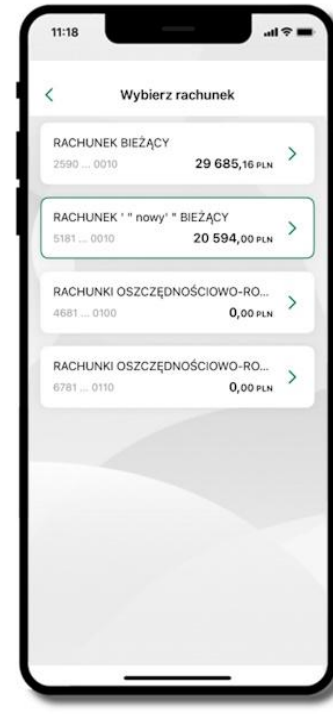 11:18
Wybierz rachunek
RACHUNEK BIEŻĄCY
2590 ... 0010 29 685,16 PLN
RACHUNEK ' " nowy' " BIEŻĄCY
5181 ... 0010 20 594,00 PLN
RACHUNKI OSZCZĘDNOŚCIOWO-RO...
4681 ... 0100 0,00 PLN
RACHUNKI OSZCZĘDNOŚCIOWO-RO...
6781 ... 0110 0,00 PLN